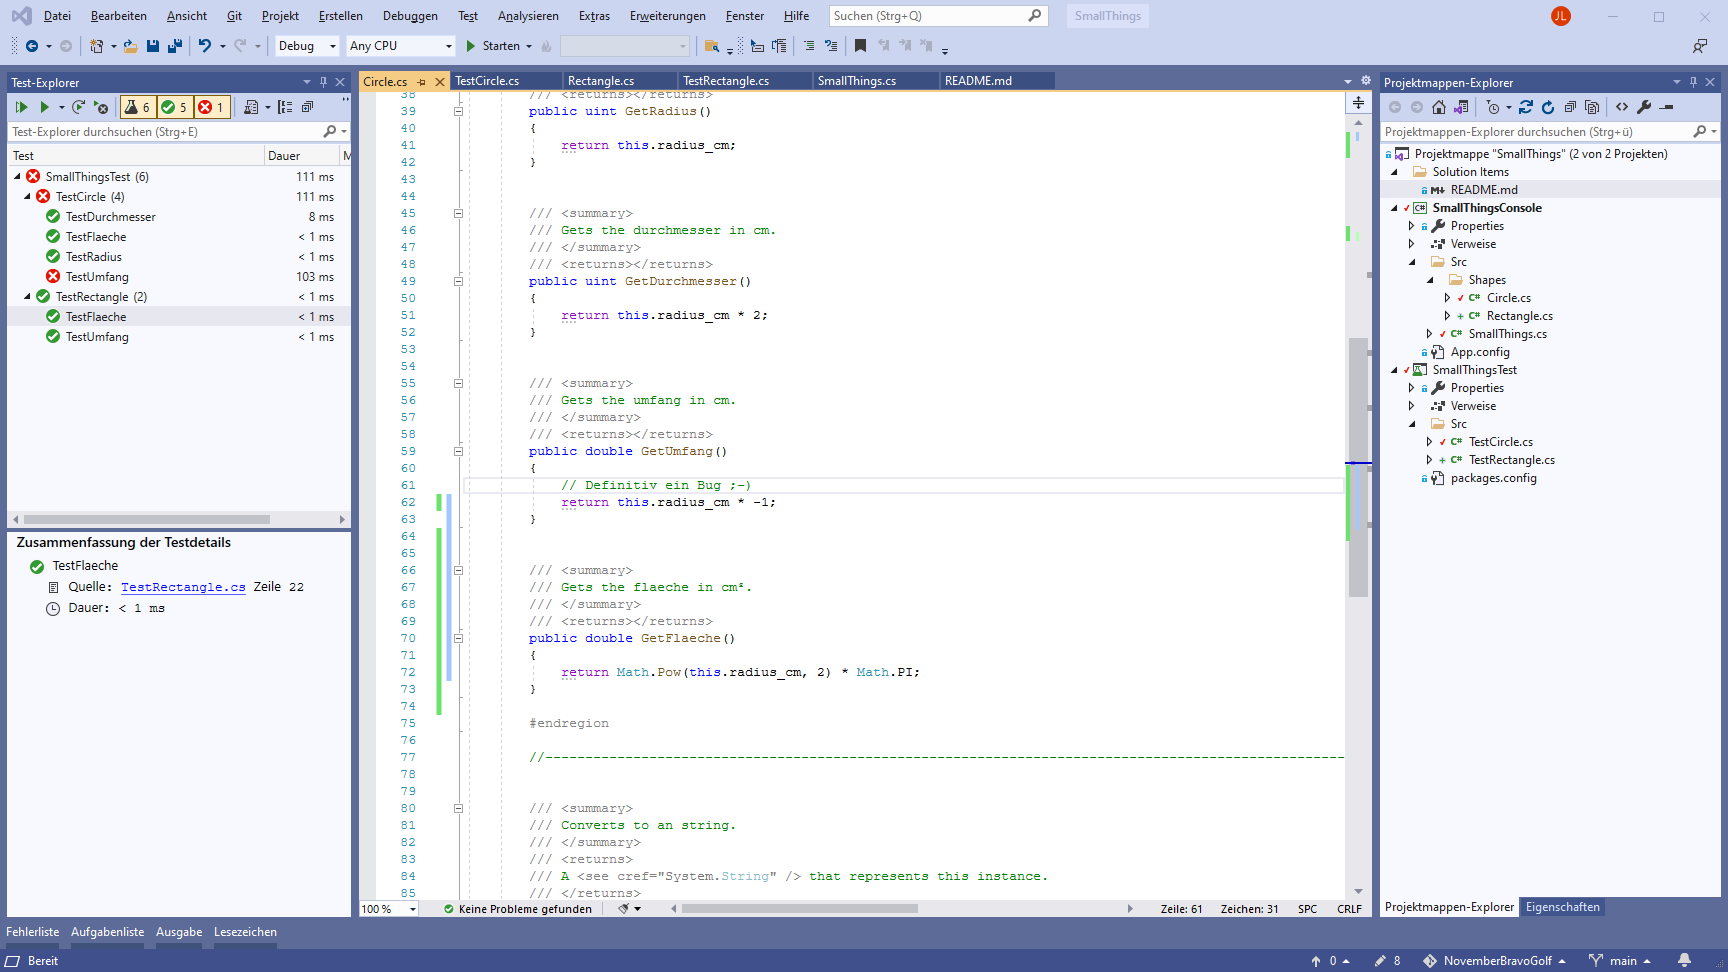 Datei Bearbeiten Ansicht Git Projekt Erstellen Debuggen Test Analysieren Extras Erweiterungen Fenster Hilfe Suchen (Strg+Q) SmallThings JL
Debug Any CPU Starten
Test-Explorer
6 5 1
Test-Explorer durchsuchen (Strg+E)
Test Dauer M
SmallThingsTest (6) 111 ms
TestCircle (4) 111 ms
TestDurchmesser 8 ms
TestFlaeche < 1 ms
TestRadius < 1 ms
TestUmfang 103 ms
TestRectangle (2) < 1 ms
TestFlaeche < 1 ms
TestUmfang < 1 ms
Zusammenfassung der Testdetails
TestFlaeche
Quelle: TestRectangle.cs Zeile 22
Dauer: < 1 ms
Circle.cs TestCircle.cs Rectangle.cs TestRectangle.cs SmallThings.cs README.md
38 /// <returns></returns>
39 public uint GetRadius()
40 {
41 return this.radius_cm;
42 }
43
44
45 /// <summary>
46 /// Gets the durchmesser in cm.
47 /// </summary>
48 /// <returns></returns>
49 public uint GetDurchmesser()
50 {
51 return this.radius_cm * 2;
52 }
53
54
55 /// <summary>
56 /// Gets the umfang in cm.
57 /// </summary>
58 /// <returns></returns>
59 public double GetUmfang()
60 {
61 // Definitiv ein Bug ;-)
62 return this.radius_cm * -1;
63 }
64
65
66 /// <summary>
67 /// Gets the flaeche in cm².
68 /// </summary>
69 /// <returns></returns>
70 public double GetFlaeche()
71 {
72 return Math.Pow(this.radius_cm, 2) * Math.PI;
73 }
74
75 #endregion
76
77 //----------------------------------------------------------------------------------------------------
78
79
80 /// <summary>
81 /// Converts to an string.
82 /// </summary>
83 /// <returns>
84 /// A <see cref="System.String" /> that represents this instance.
85 /// </returns>
100 % Keine Probleme gefunden Zeile: 61 Zeichen: 31 SPC CRLF
Projektmappen-Explorer
Projektmappen-Explorer durchsuchen (Strg+ü)
Projektmappe "SmallThings" (2 von 2 Projekten)
Solution Items
README.md
SmallThingsConsole
Properties
Verweise
Src
Shapes
Circle.cs
Rectangle.cs
SmallThings.cs
App.config
SmallThingsTest
Properties
Verweise
Src
TestCircle.cs
TestRectangle.cs
packages.config
Projektmappen-Explorer Eigenschaften
Fehlerliste Aufgabenliste Ausgabe Lesezeichen
Bereit 0 8 NovemberBravoGolf main